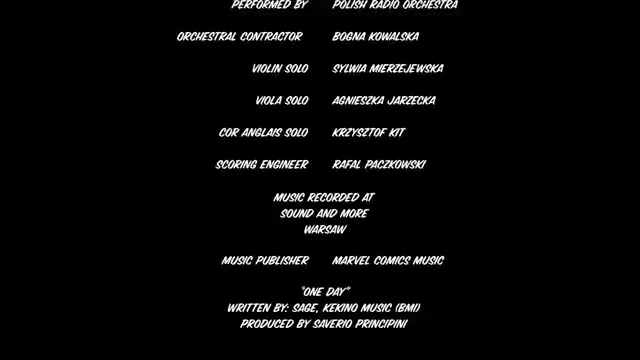 PERFORMED BY POLISH RADIO ORCHESTRA
ORCHESTRAL CONTRACTOR BOGNA KOWALSKA
VIOLIN SOLO SYLWIA MIERZEJEWSKA
VIOLA SOLO AGNIESZKA JARZECKA
COR ANGLAIS SOLO KRZYSZTOF KIT
SCORING ENGINEER RAFAL PACZKOWSKI
MUSIC RECORDED AT
SOUND AND MORE
WARSAW
MUSIC PUBLISHER MARVEL COMICS MUSIC
"ONE DAY"
WRITTEN BY: SAGE, KEKINO MUSIC (BMI)
PRODUCED BY SAVERIO PRINCIPINI